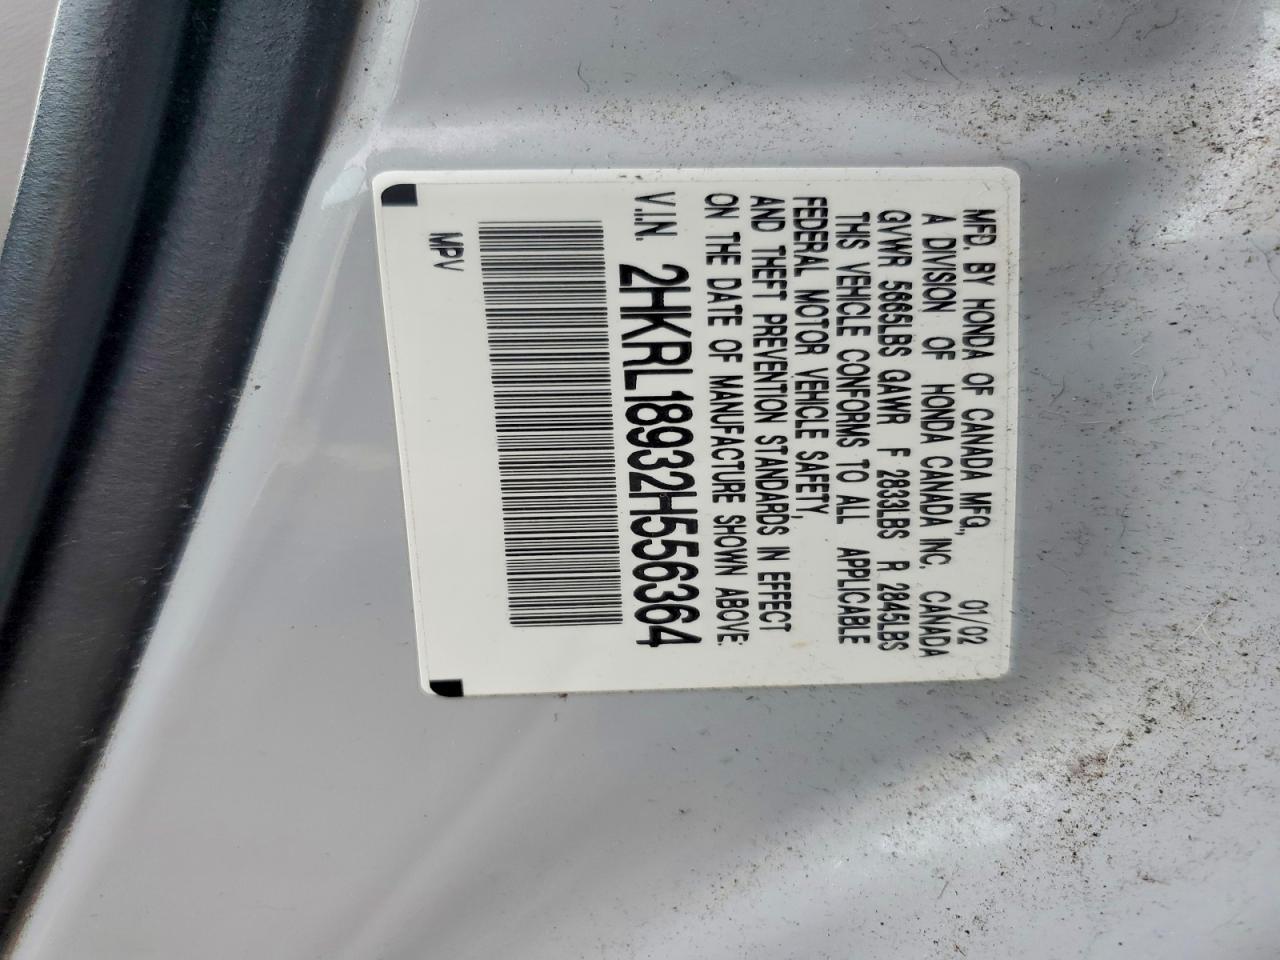 MFD. BY HONDA OF CANADA MFG., 01/02
A DIVISION OF HONDA CANADA INC. CANADA
GVWR 5665LBS GAWR F 2833LBS R 2845LBS
THIS VEHICLE CONFORMS TO ALL APPLICABLE
FEDERAL MOTOR VEHICLE SAFETY,
AND THEFT PREVENTION STANDARDS IN EFFECT
ON THE DATE OF MANUFACTURE SHOWN ABOVE.
V.I.N. 2HKRL18932H556364
MPV